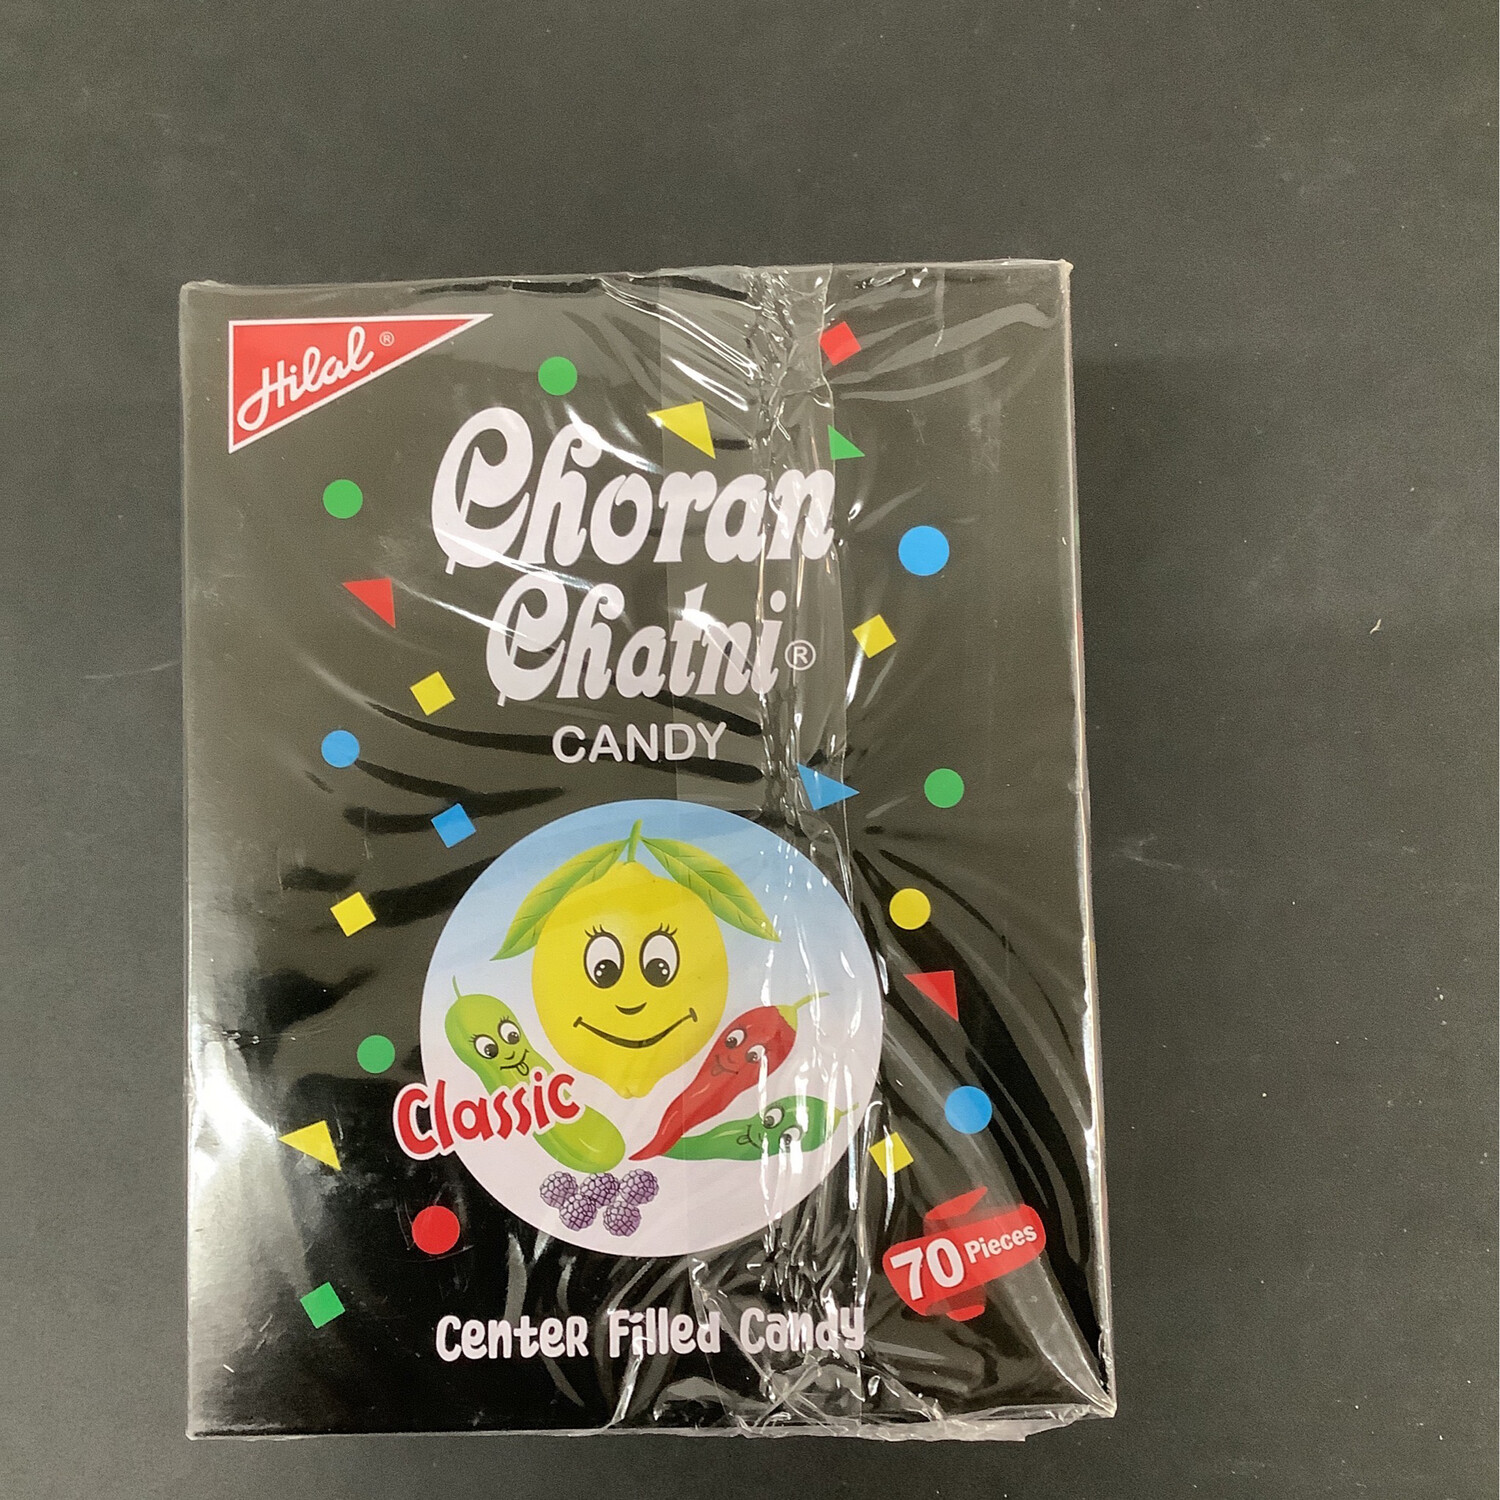 Hilal ®
Choran
Chatni ®
CANDY
Classic
70 Pieces
Center Filled Candy